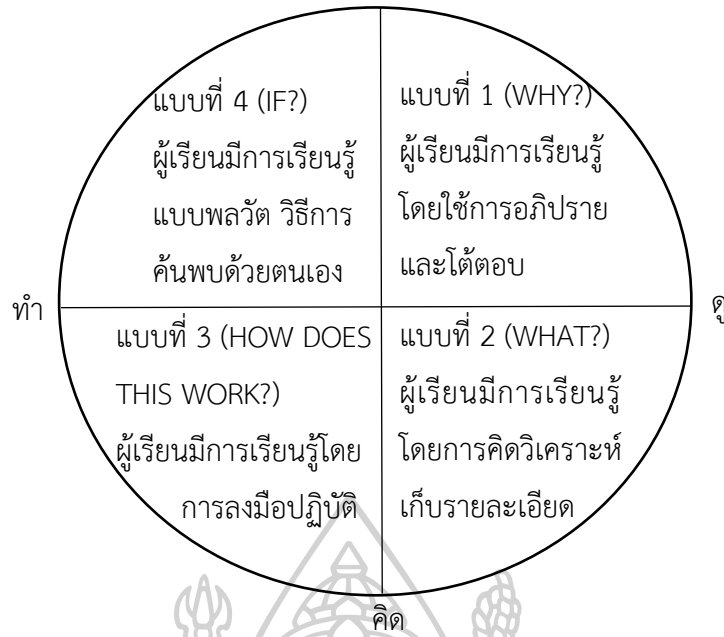 แบบที่ 4 (IF?)
ผู้เรียนมีการเรียนรู้
แบบพลวัต วิธีการ
ค้นพบด้วยตนเอง
แบบที่ 1 (WHY?)
ผู้เรียนมีการเรียนรู้
โดยใช้การอภิปราย
และโต้ตอบ
ทำ
ดู
แบบที่ 3 (HOW DOES
THIS WORK?)
ผู้เรียนมีการเรียนรู้โดย
การลงมือปฏิบัติ
แบบที่ 2 (WHAT?)
ผู้เรียนมีการเรียนรู้
โดยการคิดวิเคราะห์
เก็บรายละเอียด
คิด